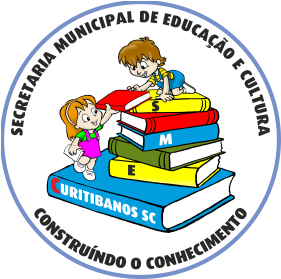 SECRETARIA MUNICIPAL DE EDUCAÇÃO E CULTURA
S
M
E
CURITIBANOS SC
CONSTRUÍNDO O CONHECIMENTO